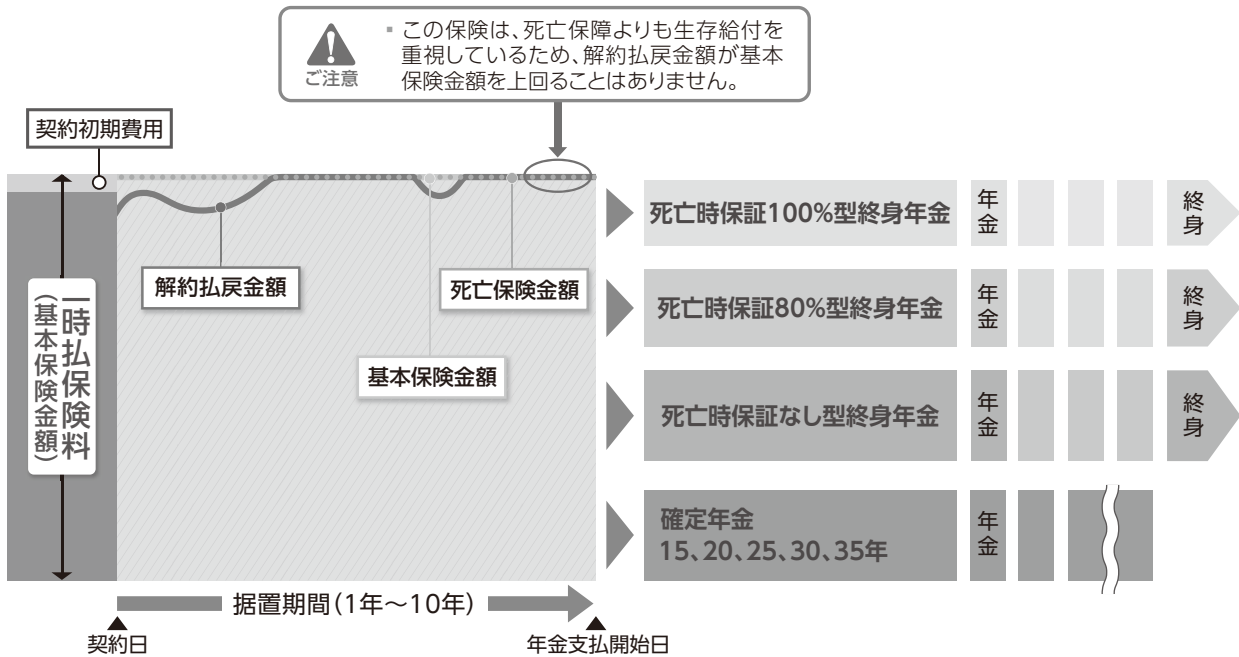 ▪ この保険は、死亡保障よりも生存給付を
重視しているため、解約払戻金額が基本
保険金額を上回ることはありません。
ご注意
契約初期費用
一時払保険料
（基本保険金額）
解約払戻金額
死亡保険金額
基本保険金額
死亡時保証100%型終身年金
年金
終身
死亡時保証80%型終身年金
年金
終身
死亡時保証なし型終身年金
年金
終身
確定年金
15、20、25、30、35年
年金
据置期間(1年～10年)
契約日
年金支払開始日